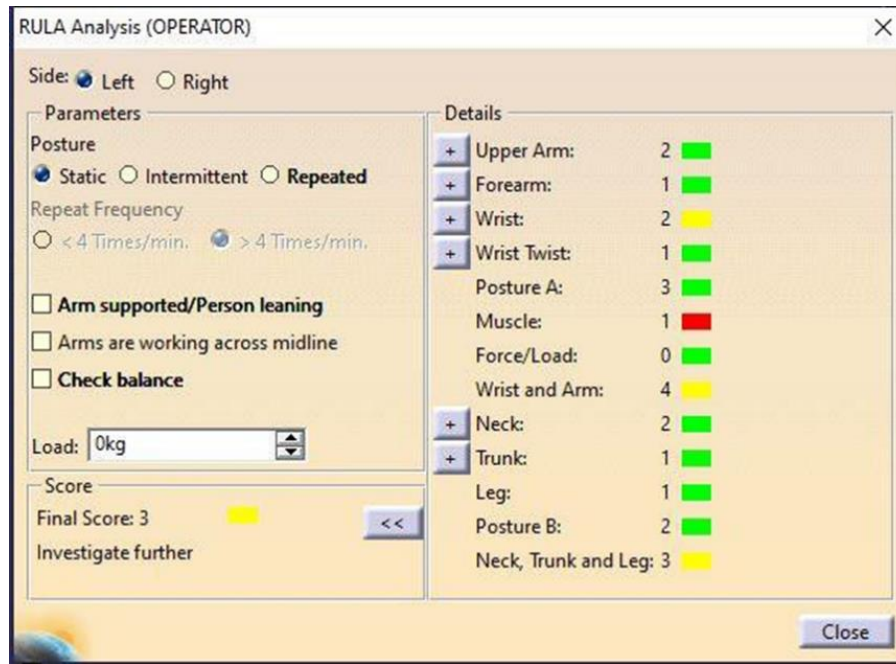 RULA Analysis (OPERATOR)
Side: Left Right
Parameters
Posture
Static Intermittent Repeated
Repeat Frequency
< 4 Times/min. > 4 Times/min.
Arm supported/Person leaning
Arms are working across midline
Check balance
Load: 0kg
Score
Final Score: 3
<<
Investigate further
Details
+ Upper Arm: 2
+ Forearm: 1
+ Wrist: 2
+ Wrist Twist: 1
Posture A: 3
Muscle: 1
Force/Load: 0
Wrist and Arm: 4
+ Neck: 2
+ Trunk: 1
Leg: 1
Posture B: 2
Neck, Trunk and Leg: 3
Close